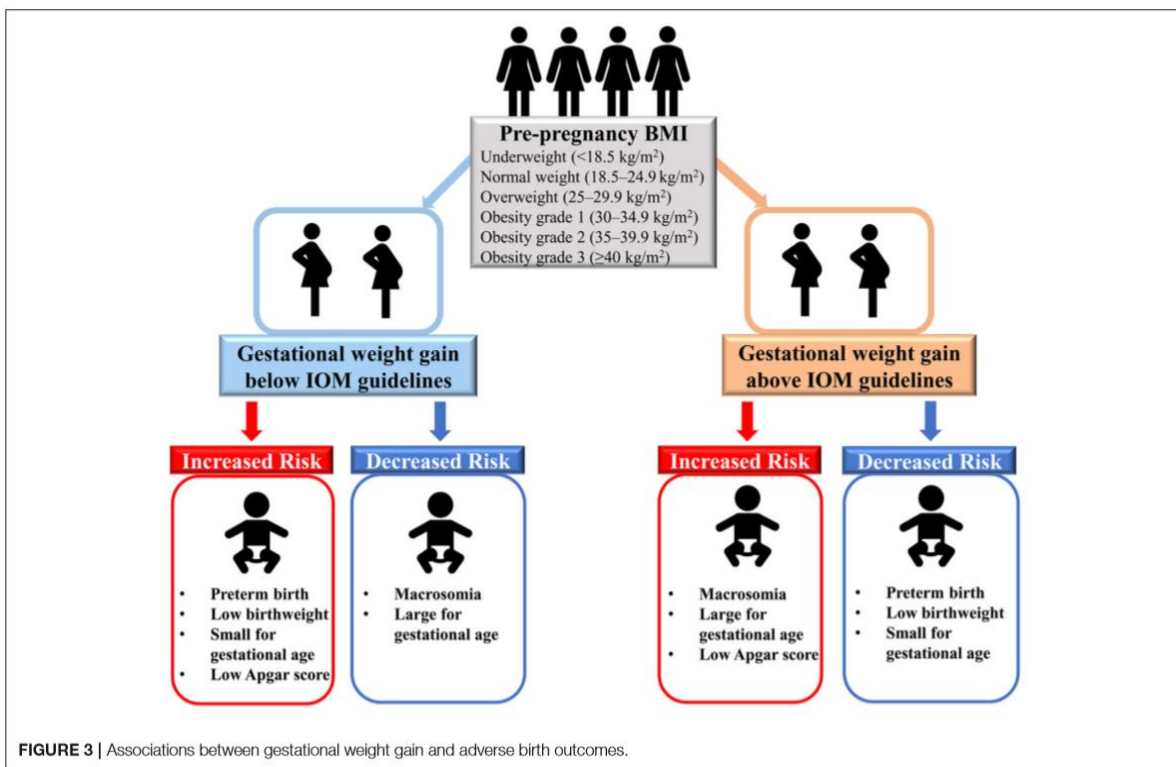 Pre-pregnancy BMI
Underweight (<18.5 kg/m²)
Normal weight (18.5–24.9 kg/m²)
Overweight (25–29.9 kg/m²)
Obesity grade 1 (30–34.9 kg/m²)
Obesity grade 2 (35–39.9 kg/m²)
Obesity grade 3 (≥40 kg/m²)
Gestational weight gain
below IOM guidelines
Increased Risk
• Preterm birth
• Low birthweight
• Small for
gestational age
• Low Apgar score
Decreased Risk
• Macrosomia
• Large for
gestational age
Gestational weight gain
above IOM guidelines
Increased Risk
• Macrosomia
• Large for
gestational age
• Low Apgar score
Decreased Risk
• Preterm birth
• Low birthweight
• Small for
gestational age
FIGURE 3 | Associations between gestational weight gain and adverse birth outcomes.